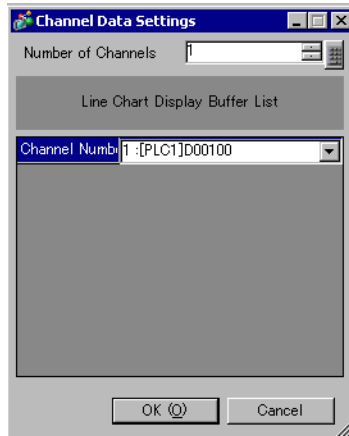 Channel Data Settings
Number of Channels 1
Line Chart Display Buffer List
Channel Numb 1 :[PLC1]D00100
OK (O) Cancel